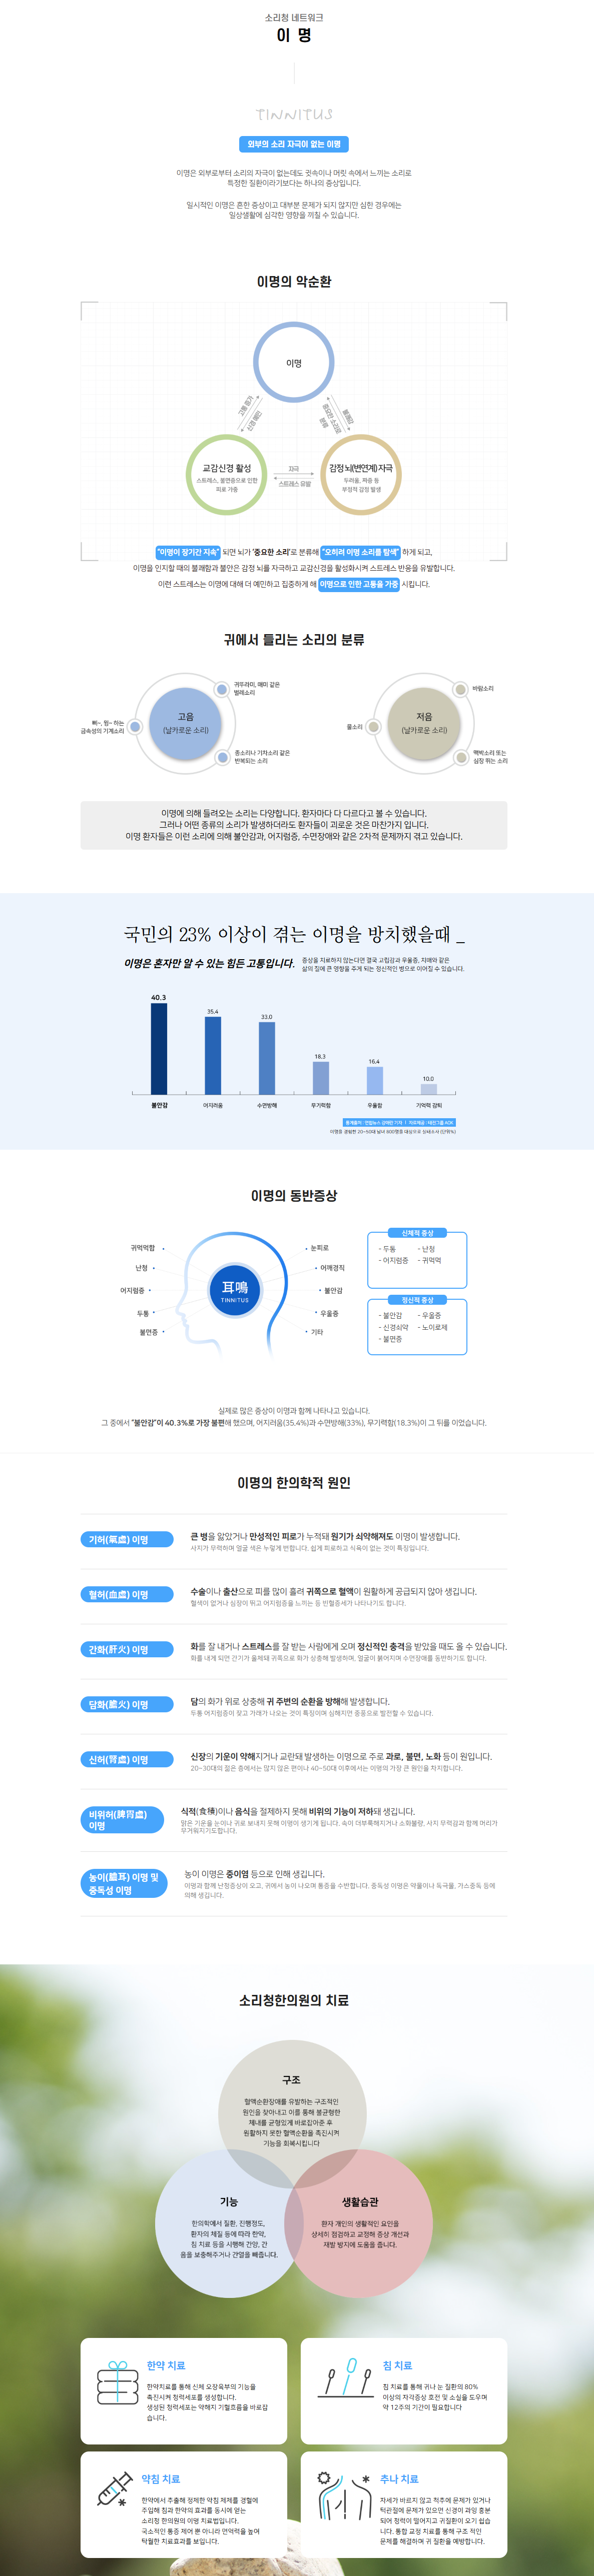 소리청 네트워크
이 명
TINNITUS
외부의 소리 자극이 없는 이명
이명은 외부로부터 소리의 자극이 없는데도 귓속이나 머릿 속에서 느끼는 소리로
특정한 질환이라기보다는 하나의 증상입니다.
일시적인 이명은 흔한 증상이고 대부분 문제가 되지 않지만 심한 경우에는
일상생활에 심각한 영향을 끼칠 수 있습니다.
이명의 악순환
이명
고통 증가
신경 예민
중요한 소리로
분류
불쾌감
교감신경 활성
스트레스, 불면증으로 인한
피로 가중
자극
스트레스 유발
감정 뇌(변연계) 자극
두려움, 짜증 등
부정적 감정 발생
"이명이 장기간 지속" 되면 뇌가 '중요한 소리'로 분류해 "오히려 이명 소리를 탐색" 하게 되고,
이명을 인지할 때의 불쾌함과 불안은 감정 뇌를 자극하고 교감신경을 활성화시켜 스트레스 반응을 유발합니다.
이런 스트레스는 이명에 대해 더 예민하고 집중하게 해 이명으로 인한 고통을 가중 시킵니다.
귀에서 들리는 소리의 분류
귀뚜라미, 매미 같은
벌레소리
고음
(날카로운 소리)
삐~, 윙~ 하는
금속성의 기계소리
종소리나 기차소리 같은
반복되는 소리
바람소리
저음
(날카로운 소리)
물소리
맥박소리 또는
심장 뛰는 소리
이명에 의해 들려오는 소리는 다양합니다. 환자마다 다 다르다고 볼 수 있습니다.
그러나 어떤 종류의 소리가 발생하더라도 환자들이 괴로운 것은 마찬가지 입니다.
이명 환자들은 이런 소리에 의해 불안감과, 어지럼증, 수면장애와 같은 2차적 문제까지 겪고 있습니다.
국민의 23% 이상이 겪는 이명을 방치했을때 _
이명은 혼자만 알 수 있는 힘든 고통입니다.
증상을 치료하지 않는다면 결국 고립감과 우울증, 치매와 같은
삶의 질에 큰 영향을 주게 되는 정신적인 병으로 이어질 수 있습니다.
40.3
35.4
33.0
18.3
16.4
10.0
불안감
어지러움
수면방해
무기력함
우울함
기억력 감퇴
이명을 경험한 20~50대 남녀 600명을 대상으로 실태조사 (단위%)
이명의 동반증상
귀먹먹함
난청
어지럼증
두통
불면증
耳鳴
TINNITUS
눈피로
어깨경직
불안감
우울증
기타
신체적 증상
- 두통
- 난청
- 어지럼증
- 귀먹먹
정신적 증상
- 불안감
- 우울증
- 신경쇠약
- 노이로제
- 불면증
실제로 많은 증상이 이명과 함께 나타나고 있습니다.
그 중에서 "불안감"이 40.3%로 가장 불편해 했으며, 어지러움(35.4%)과 수면방해(33%), 무기력함(18.3%)이 그 뒤를 이었습니다.
이명의 한의학적 원인
기허(氣虛) 이명
큰 병을 앓았거나 만성적인 피로가 누적돼 원기가 쇠약해져도 이명이 발생합니다.
사지가 무력하며 얼굴 색은 누렇게 변합니다. 쉽게 피로하고 식욕이 없는 것이 특징입니다.
혈허(血虛) 이명
수술이나 출산으로 피를 많이 흘려 귀쪽으로 혈액이 원활하게 공급되지 않아 생깁니다.
혈색이 없거나 심장이 뛰고 어지럼증을 느끼는 등 빈혈증세가 나타나기도 합니다.
간화(肝火) 이명
화를 잘 내거나 스트레스를 잘 받는 사람에게 오며 정신적인 충격을 받았을 때도 올 수 있습니다.
화를 내게 되면 간기가 울체돼 귀쪽으로 화가 상충해 발생하며, 얼굴이 붉어지며 수면장애를 동반하기도 합니다.
담화(膽火) 이명
담의 화가 위로 상충해 귀 주변의 순환을 방해해 발생합니다.
두통 어지럼증이 잦고 가래가 나오는 것이 특징이며 심해지면 중풍으로 발전할 수 있습니다.
신허(腎虛) 이명
신장의 기운이 약해지거나 교란돼 발생하는 이명으로 주로 과로, 불면, 노화 등이 원입니다.
20~30대의 젊은 층에서는 많지 않은 편이나 40~50대 이후에서는 이명의 가장 큰 원인을 차지합니다.
비위허(脾胃虛)
이명
식적(食積)이나 음식을 절제하지 못해 비위의 기능이 저하돼 생깁니다.
맑은 기운을 눈이나 귀로 보내지 못해 이명이 생기게 됩니다. 속이 더부룩해지거나 소화불량, 사지 무력감과 함께 머리가
무거워지기도합니다.
농이(膿耳) 이명 및
중독성 이명
농이 이명은 중이염 등으로 인해 생깁니다.
이명과 함께 난청증상이 오고, 귀에서 농이 나오며 통증을 수반합니다. 중독성 이명은 약물이나 독극물, 가스중독 등에
의해 생깁니다.
소리청한의원의 치료
구조
혈액순환장애를 유발하는 구조적인
원인을 찾아내고 이를 통해 불균형한
체내를 균형있게 바로잡아준 후
원활하지 못한 혈액순환을 촉진시켜
기능을 회복시킵니다
기능
한의학에서 질환, 진행정도,
환자의 체질 등에 따라 한약,
침 치료 등을 시행해 간양, 간
음을 보충해주거나 간열을 빼줍니다.
생활습관
환자 개인의 생활적인 요인을
상세히 점검하고 교정해 증상 개선과
재발 방지에 도움을 줍니다.
한약 치료
한약치료를 통해 신체 오장육부의 기능을
촉진시켜 청력세포를 생성합니다.
생성된 청력세포는 약해지 기혈흐름을 바로잡
습니다.
침 치료
침 치료를 통해 귀나 눈 질환의 80%
이상의 자각증상 호전 및 소실을 도우며
약 12주의 기간이 필요합니다
약침 치료
한약에서 추출해 정제한 약침 제제를 경혈에
주입해 침과 한약의 효과를 동시에 얻는
소리청 한의원의 이명 치료법입니다.
국소적인 통증 제어 뿐 아니라 면역력을 높여
탁월한 치료효과를 보입니다.
추나 치료
자세가 바르지 않고 척추에 문제가 있거나
턱관절에 문제가 있으면 신경이 과잉 흥분
되어 청력이 떨어지고 귀질환이 오기 쉽습
니다. 통합 교정 치료를 통해 구조 적인
문제를 해결하며 귀 질환을 예방합니다.